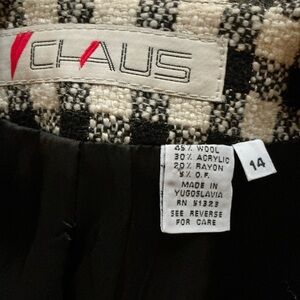 CHAUS
45% WOOL
30% ACRYLIC
20% RAYON
5% O.F.
MADE IN
YUGOSLAVIA
RN 51323
SEE REVERSE
FOR CARE
14